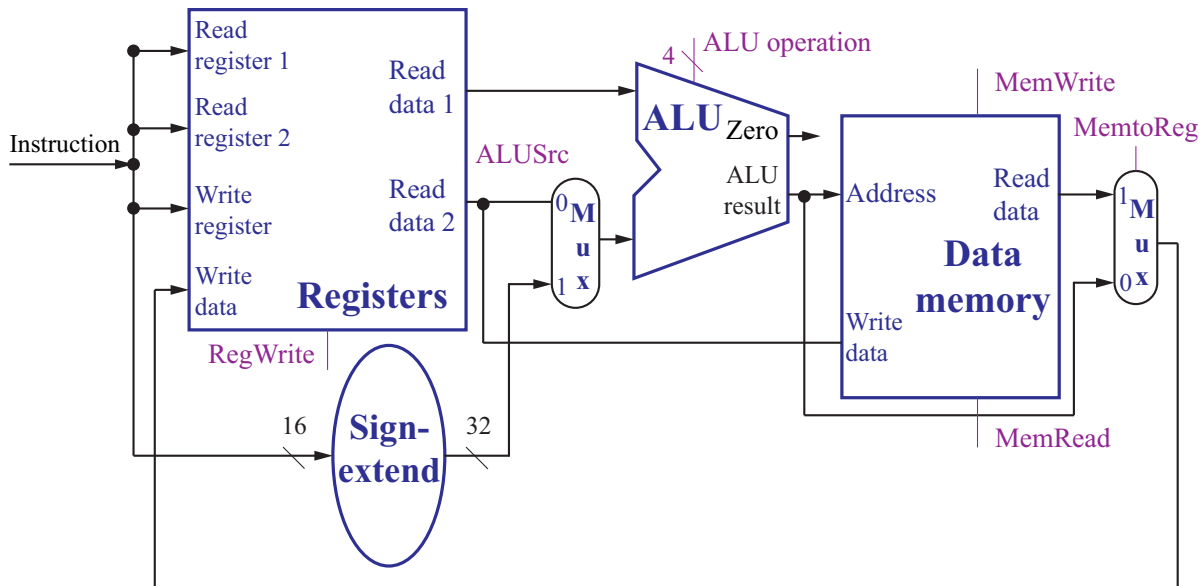 Instruction
Read
register 1
Read
register 2
Write
register
Write
data
Read
data 1
Read
data 2
Registers
RegWrite
16
Sign-
extend
32
ALUSrc
0
M
u
x
1
4
ALU operation
ALU
Zero
ALU
result
MemWrite
Address
Read
data
Data
memory
Write
data
MemRead
MemtoReg
1
M
u
x
0